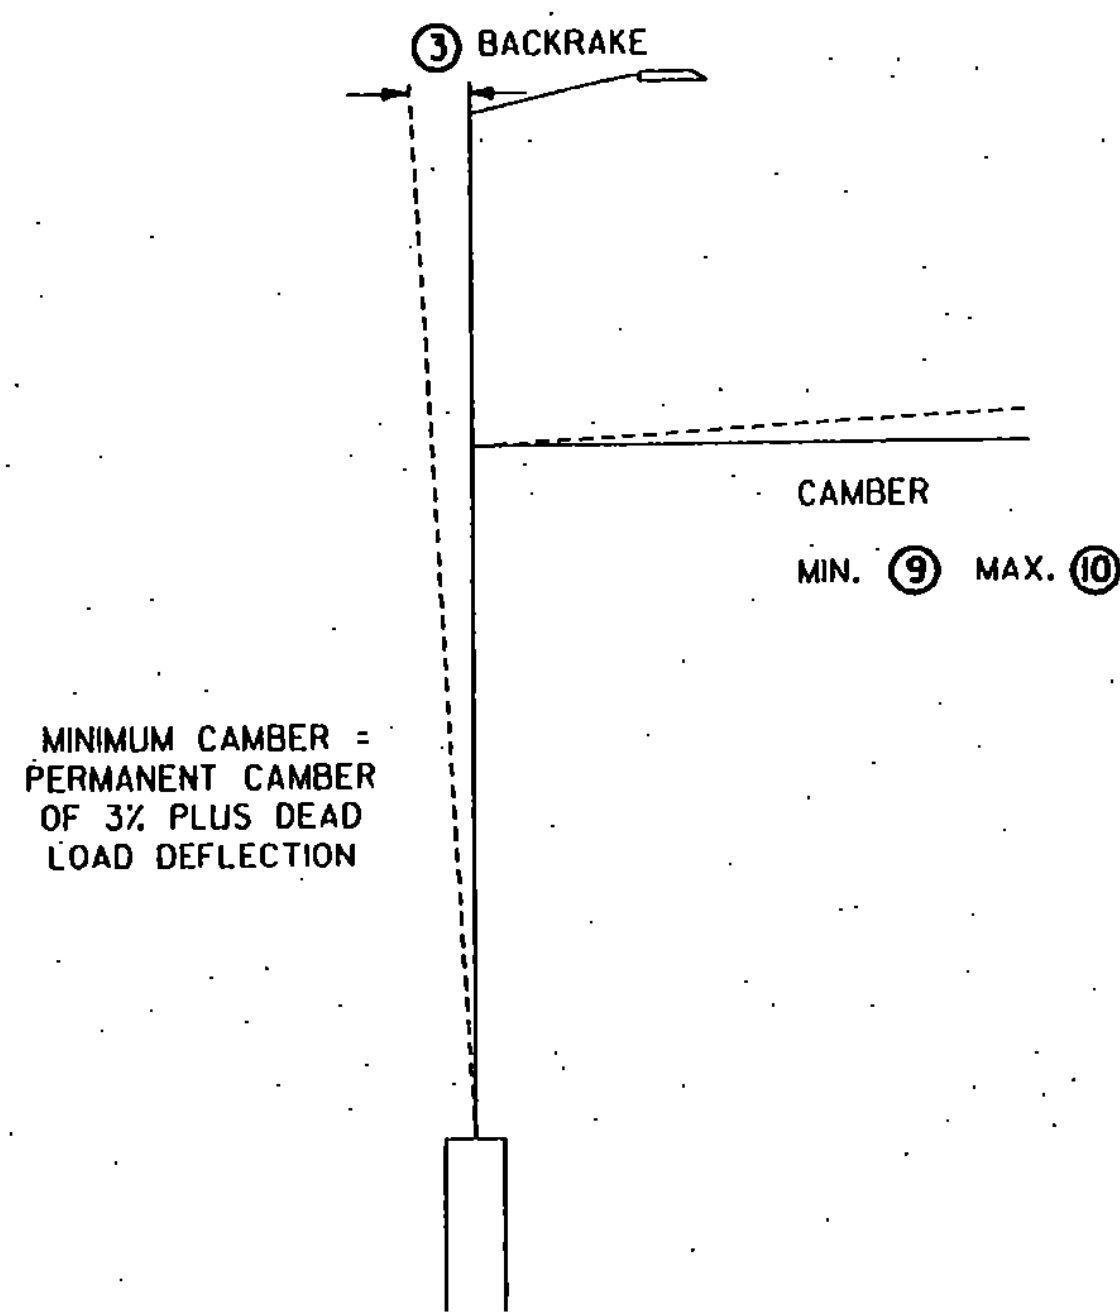 ③ BACKRAKE
CAMBER
MIN. ⑨ MAX. ⑩
MINIMUM CAMBER =
PERMANENT CAMBER
OF 3% PLUS DEAD
LOAD DEFLECTION